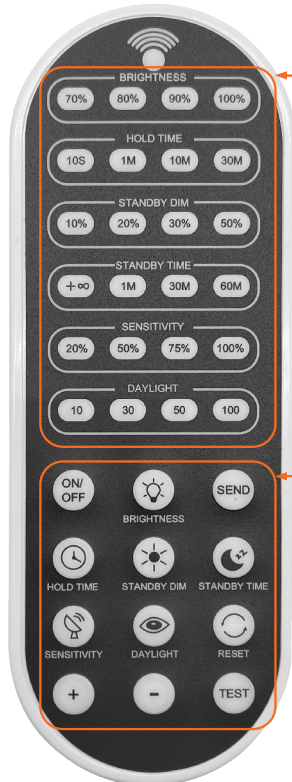 BRIGHTNESS
70% 80% 90% 100%
HOLD TIME
10S 1M 10M 30M
STANDBY DIM
10% 20% 30% 50%
STANDBY TIME
+∞ 1M 30M 60M
SENSITIVITY
20% 50% 75% 100%
DAYLIGHT
10 30 50 100
ON/
OFF
SEND
BRIGHTNESS
zz
HOLD TIME STANDBY DIM STANDBY TIME
SENSITIVITY DAYLIGHT RESET
+ - TEST